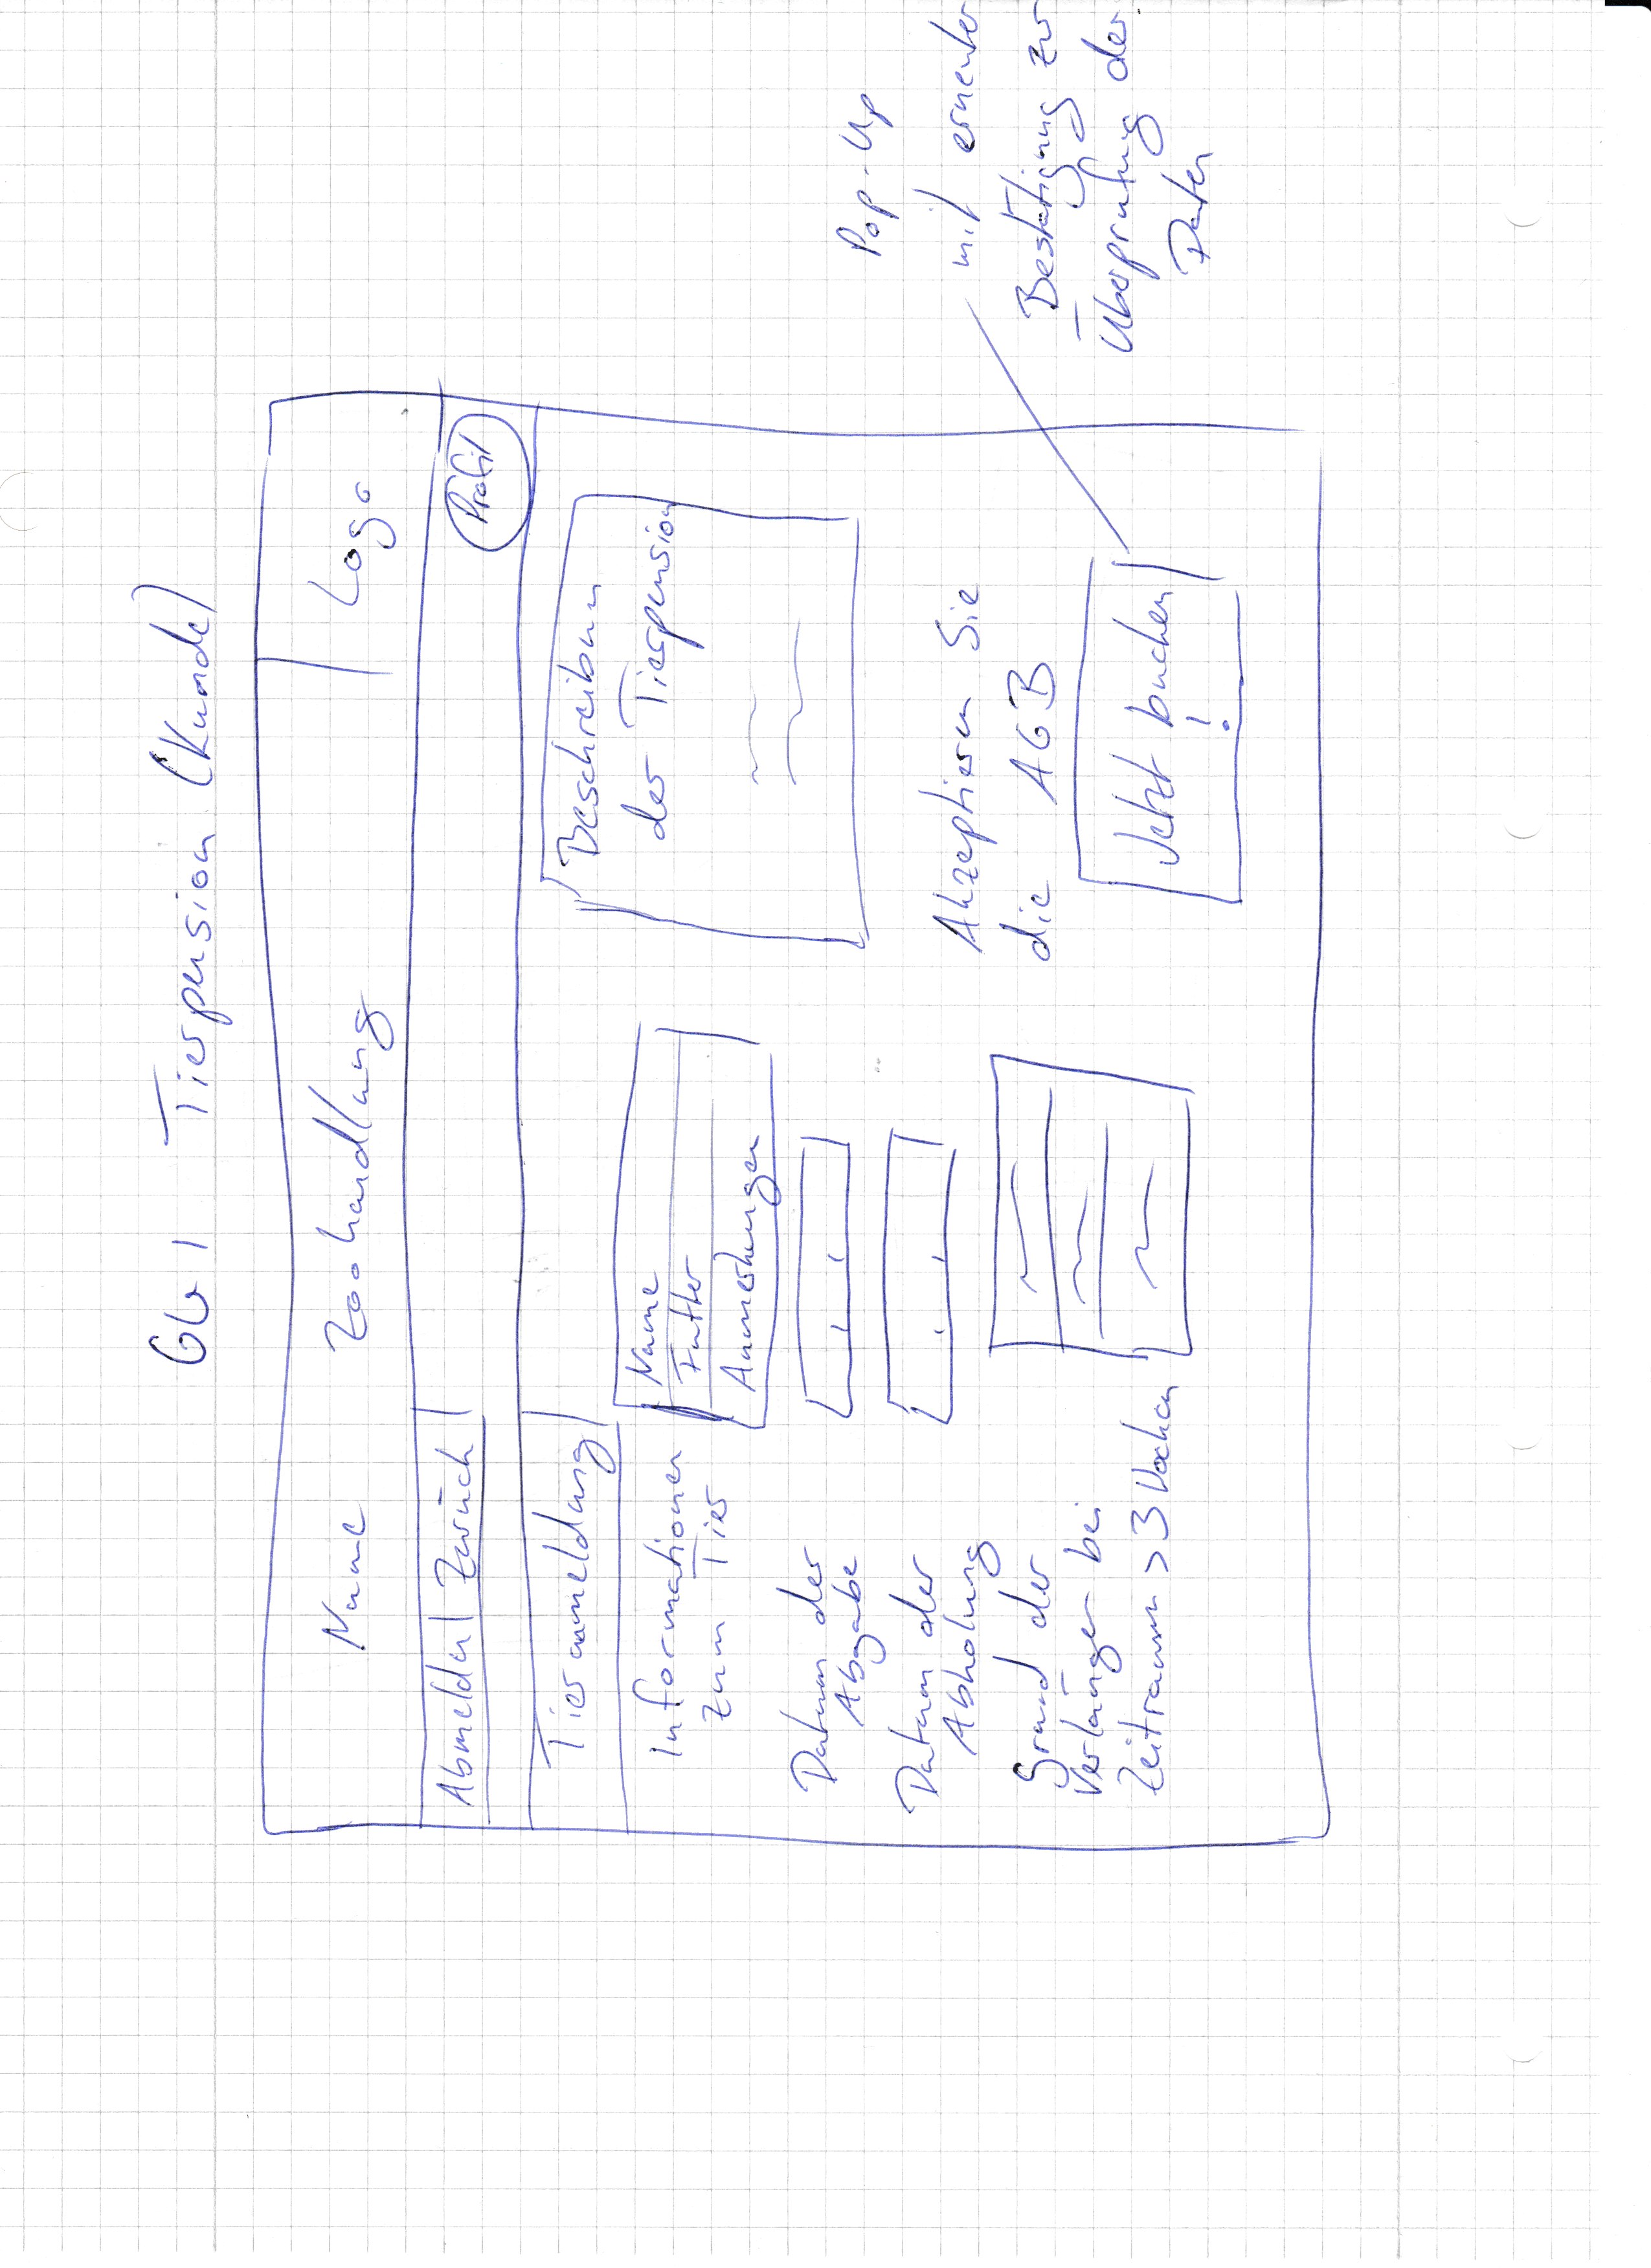 GUI Tierpension (Kunde)
Name Zoohandlung Logo
Abmelden Zurück Profil
Tieranmeldung
Informationen
zum Tier
Name
Futter
Anmerkungen
Beschreibung
der Tierpension
Datum der
Abgabe
Datum der
Abholung
Grund der
Verlänger bei
Zeitraum > 3 Wochen
Akzeptieren Sie
die AGB
Jetzt buchen
!
Pop-Up
mit erneuter
Bestätigung zur
Überprüfung der
Daten